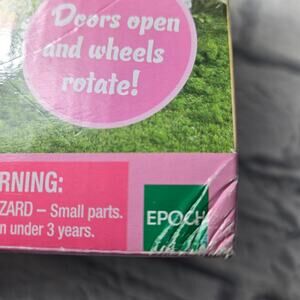 Doors open
and wheels
rotate!
RNING:
ZARD – Small parts.
n under 3 years.
EPOCH